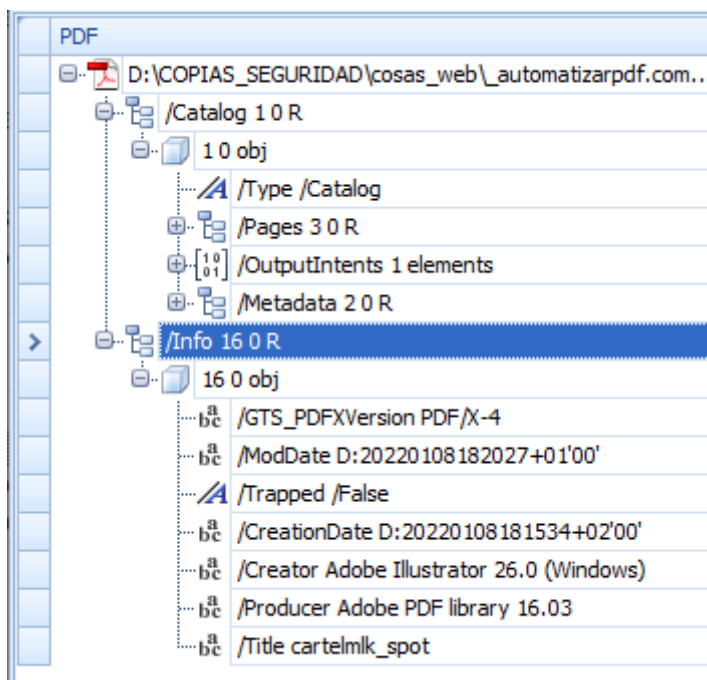 PDF
D:\COPIAS_SEGURIDAD\cosas_web\_automatizarpdf.com..
/Catalog 1 0 R
1 0 obj
/Type /Catalog
/Pages 3 0 R
/OutputIntents 1 elements
/Metadata 2 0 R
/Info 16 0 R
16 0 obj
/GTS_PDFXVersion PDF/X-4
/ModDate D:20220108182027+01'00'
/Trapped /False
/CreationDate D:20220108181534+02'00'
/Creator Adobe Illustrator 26.0 (Windows)
/Producer Adobe PDF library 16.03
/Title cartelmlk_spot